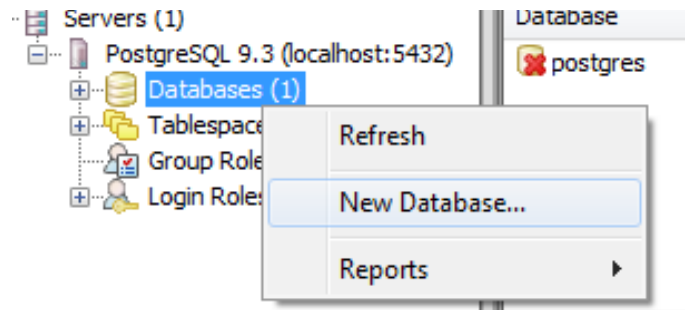 Servers (1)
Database
PostgreSQL 9.3 (localhost:5432)
postgres
Databases (1)
Tablespace
Refresh
Group Role
Login Roles
New Database...
Reports